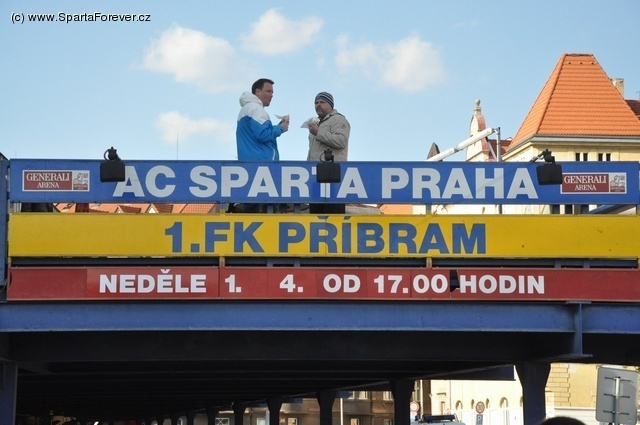 (c) www.SpartaForever.cz
GENERALI
ARENA
AC SPARTA PRAHA
GENERALI
ARENA
1.FK PŘÍBRAM
NEDĚLE 1. 4. OD 17.00 HODIN